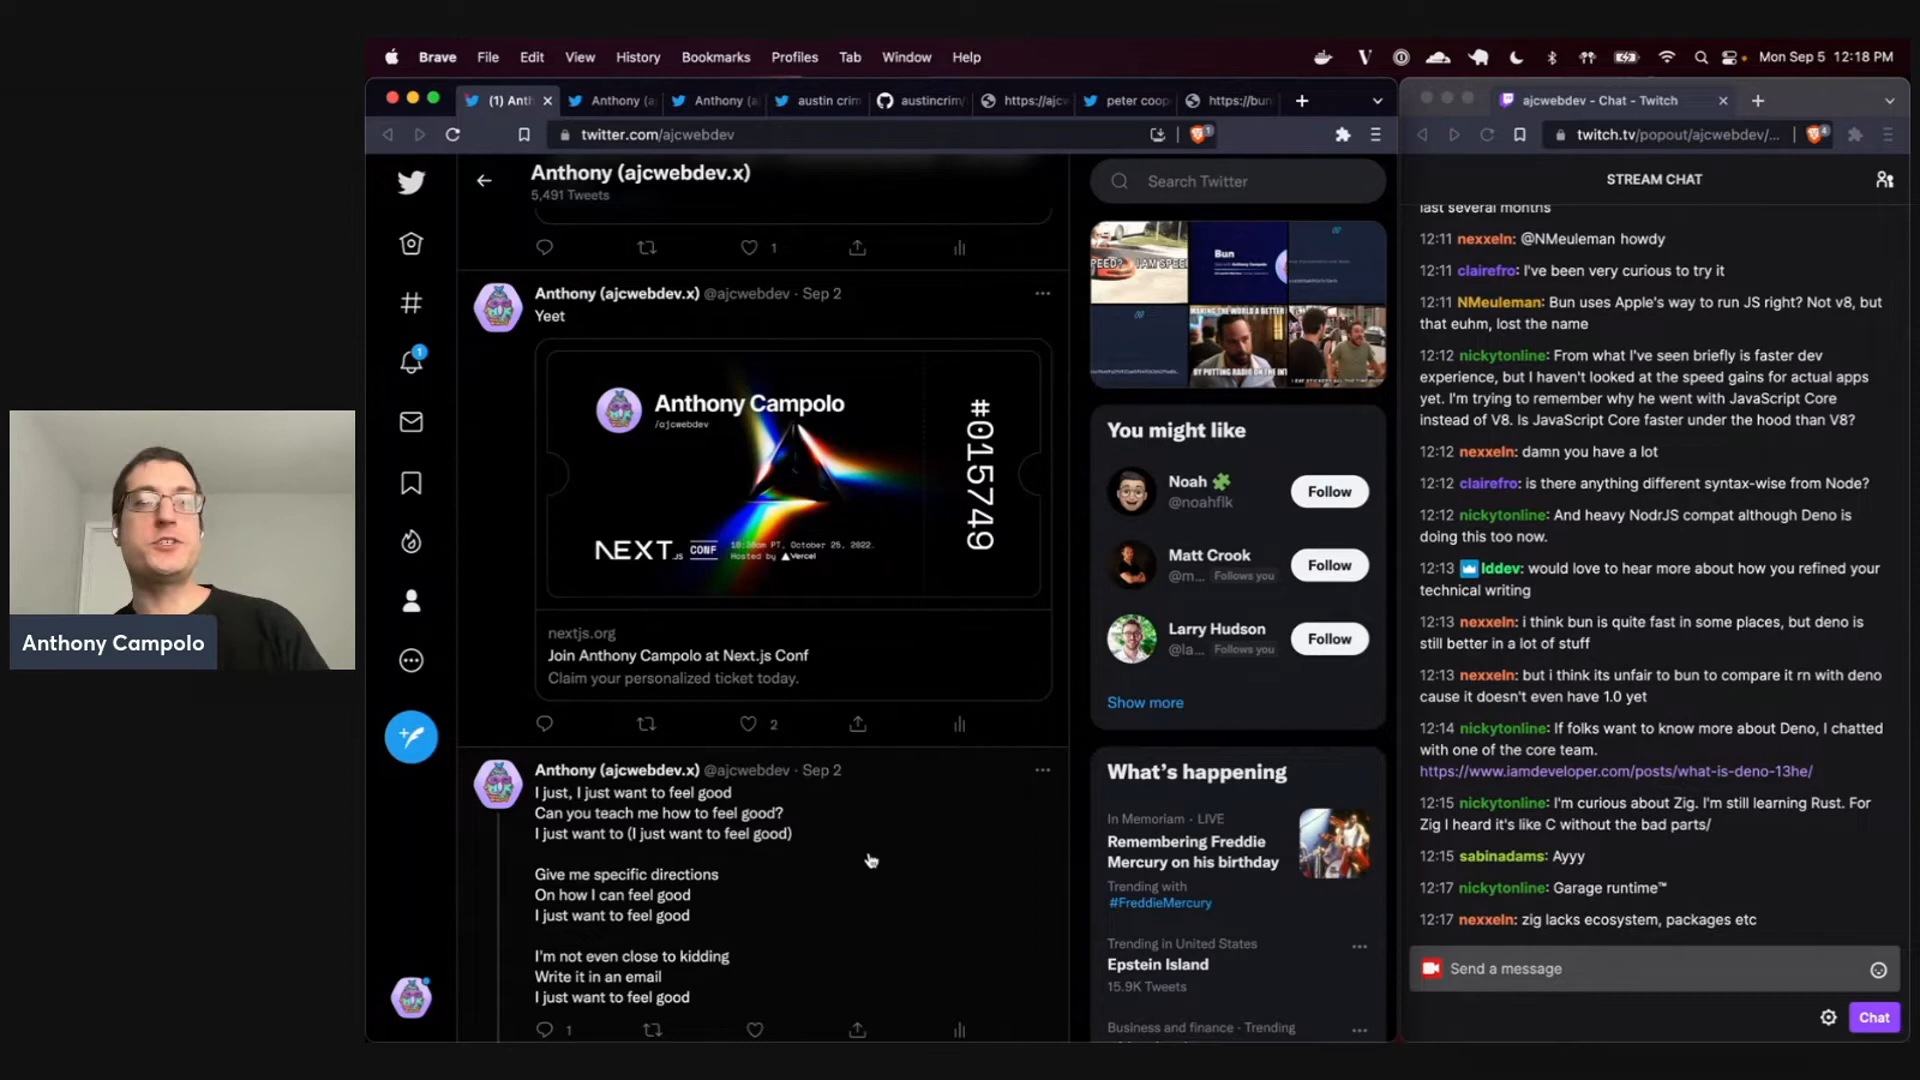 Brave File Edit View History Bookmarks Profiles Tab Window Help
Mon Sep 5 12:18 PM
(1) Anth
Anthony (a
Anthony (a
austin crim
austincrim/
https://ajcw
peter coop
https://bun
ajcwebdev - Chat - Twitch
twitter.com/ajcwebdev
1
twitch.tv/popout/ajcwebdev/...
4
Anthony (ajcwebdev.x)
5,491 Tweets
1
Anthony (ajcwebdev.x) @ajcwebdev · Sep 2
Yeet
Anthony Campolo
/ajcwebdev
#015749
NEXT.JS CONF
10:30am PT, October 25, 2022.
Hosted by Vercel
nextjs.org
Join Anthony Campolo at Next.js Conf
Claim your personalized ticket today.
2
Anthony (ajcwebdev.x) @ajcwebdev · Sep 2
I just, I just want to feel good
Can you teach me how to feel good?
I just want to (I just want to feel good)
Give me specific directions
On how I can feel good
I just want to feel good
I'm not even close to kidding
Write it in an email
I just want to feel good
1
1
Anthony Campolo
Search Twitter
Bun
You might like
Noah
@noahflk
Follow
Matt Crook
@m... Follows you
Follow
Larry Hudson
@la... Follows you
Follow
Show more
What's happening
In Memoriam · LIVE
Remembering Freddie
Mercury on his birthday
Trending with
#FreddieMercury
Trending in United States
Epstein Island
15.9K Tweets
Business and finance · Trending
STREAM CHAT
last several months
12:11 nexxeln: @NMeuleman howdy
12:11 clairefro: I've been very curious to try it
12:11 NMeuleman: Bun uses Apple's way to run JS right? Not v8, but
that euhm, lost the name
12:12 nickytonline: From what I've seen briefly is faster dev
experience, but I haven't looked at the speed gains for actual apps
yet. I'm trying to remember why he went with JavaScript Core
instead of V8. Is JavaScript Core faster under the hood than V8?
12:12 nexxeln: damn you have a lot
12:12 clairefro: is there anything different syntax-wise from Node?
12:12 nickytonline: And heavy NodrJS compat although Deno is
doing this too now.
12:13 lddev: would love to hear more about how you refined your
technical writing
12:13 nexxeln: i think bun is quite fast in some places, but deno is
still better in a lot of stuff
12:13 nexxeln: but i think its unfair to bun to compare it rn with deno
cause it doesn't even have 1.0 yet
12:14 nickytonline: If folks want to know more about Deno, I chatted
with one of the core team.
https://www.iamdeveloper.com/posts/what-is-deno-13he/
12:15 nickytonline: I'm curious about Zig. I'm still learning Rust. For
Zig I heard it's like C without the bad parts/
12:15 sabinadams: Ayyy
12:17 nickytonline: Garage runtime™
12:17 nexxeln: zig lacks ecosystem, packages etc
Send a message
Chat